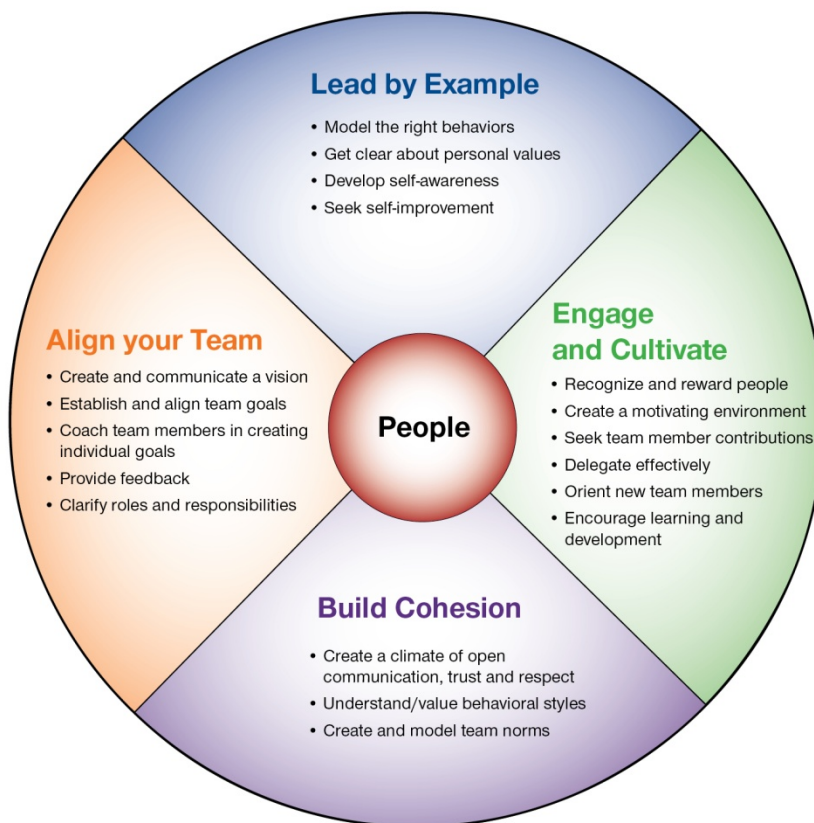 Lead by Example
• Model the right behaviors
• Get clear about personal values
• Develop self-awareness
• Seek self-improvement
Align your Team
• Create and communicate a vision
• Establish and align team goals
• Coach team members in creating
individual goals
• Provide feedback
• Clarify roles and responsibilities
People
Engage
and Cultivate
• Recognize and reward people
• Create a motivating environment
• Seek team member contributions
• Delegate effectively
• Orient new team members
• Encourage learning and
development
Build Cohesion
• Create a climate of open
communication, trust and respect
• Understand/value behavioral styles
• Create and model team norms